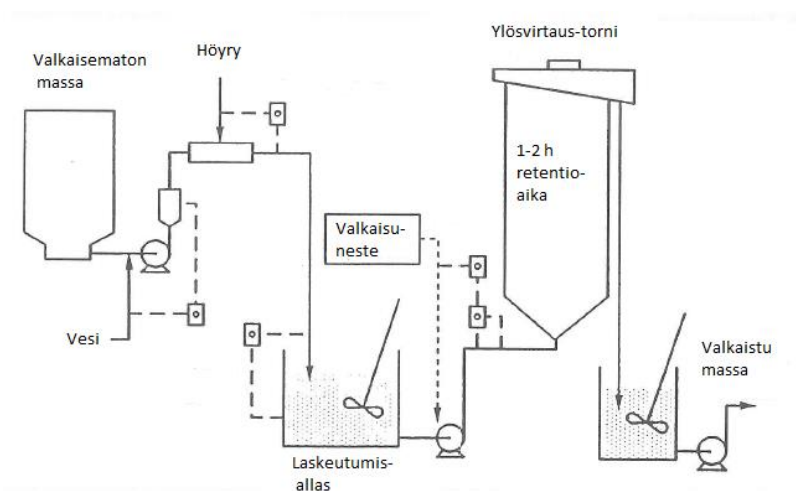 Ylösvirtaus-torni
Valkaisematon
massa
Höyry
1-2 h
retentio-
aika
Valkaisu-
neste
Vesi
Valkaistu
massa
Laskeutumis-
allas